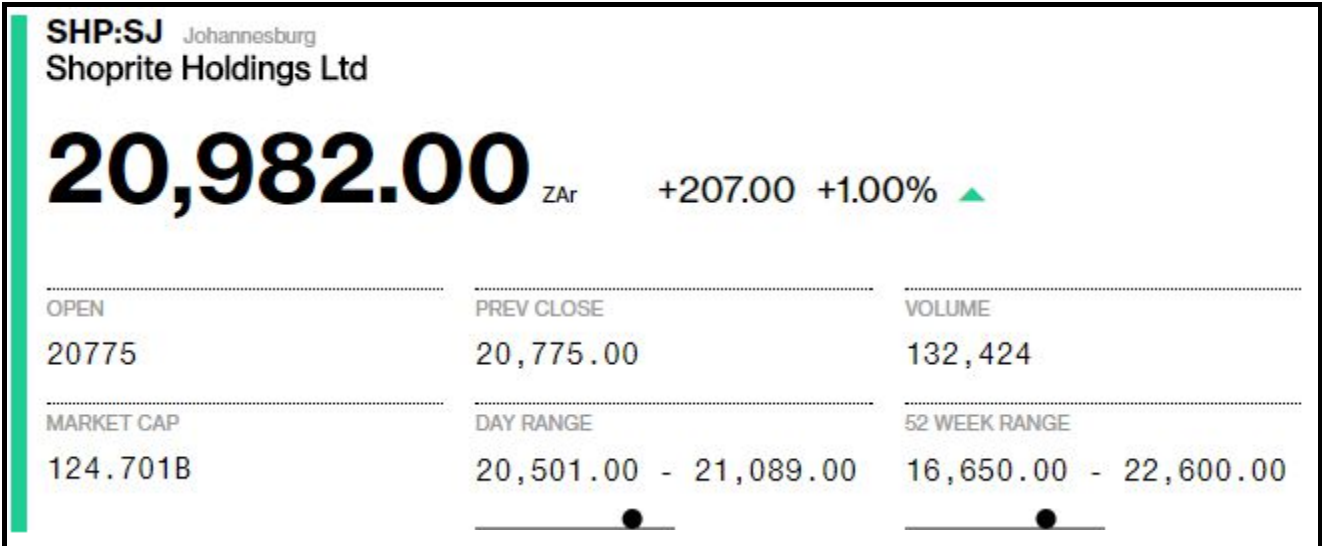 SHP:SJ Johannesburg
Shoprite Holdings Ltd
20,982.00 ZAr +207.00 +1.00%
OPEN PREV CLOSE VOLUME
20775 20,775.00 132,424
MARKET CAP DAY RANGE 52 WEEK RANGE
124.701B 20,501.00 - 21,089.00 16,650.00 - 22,600.00